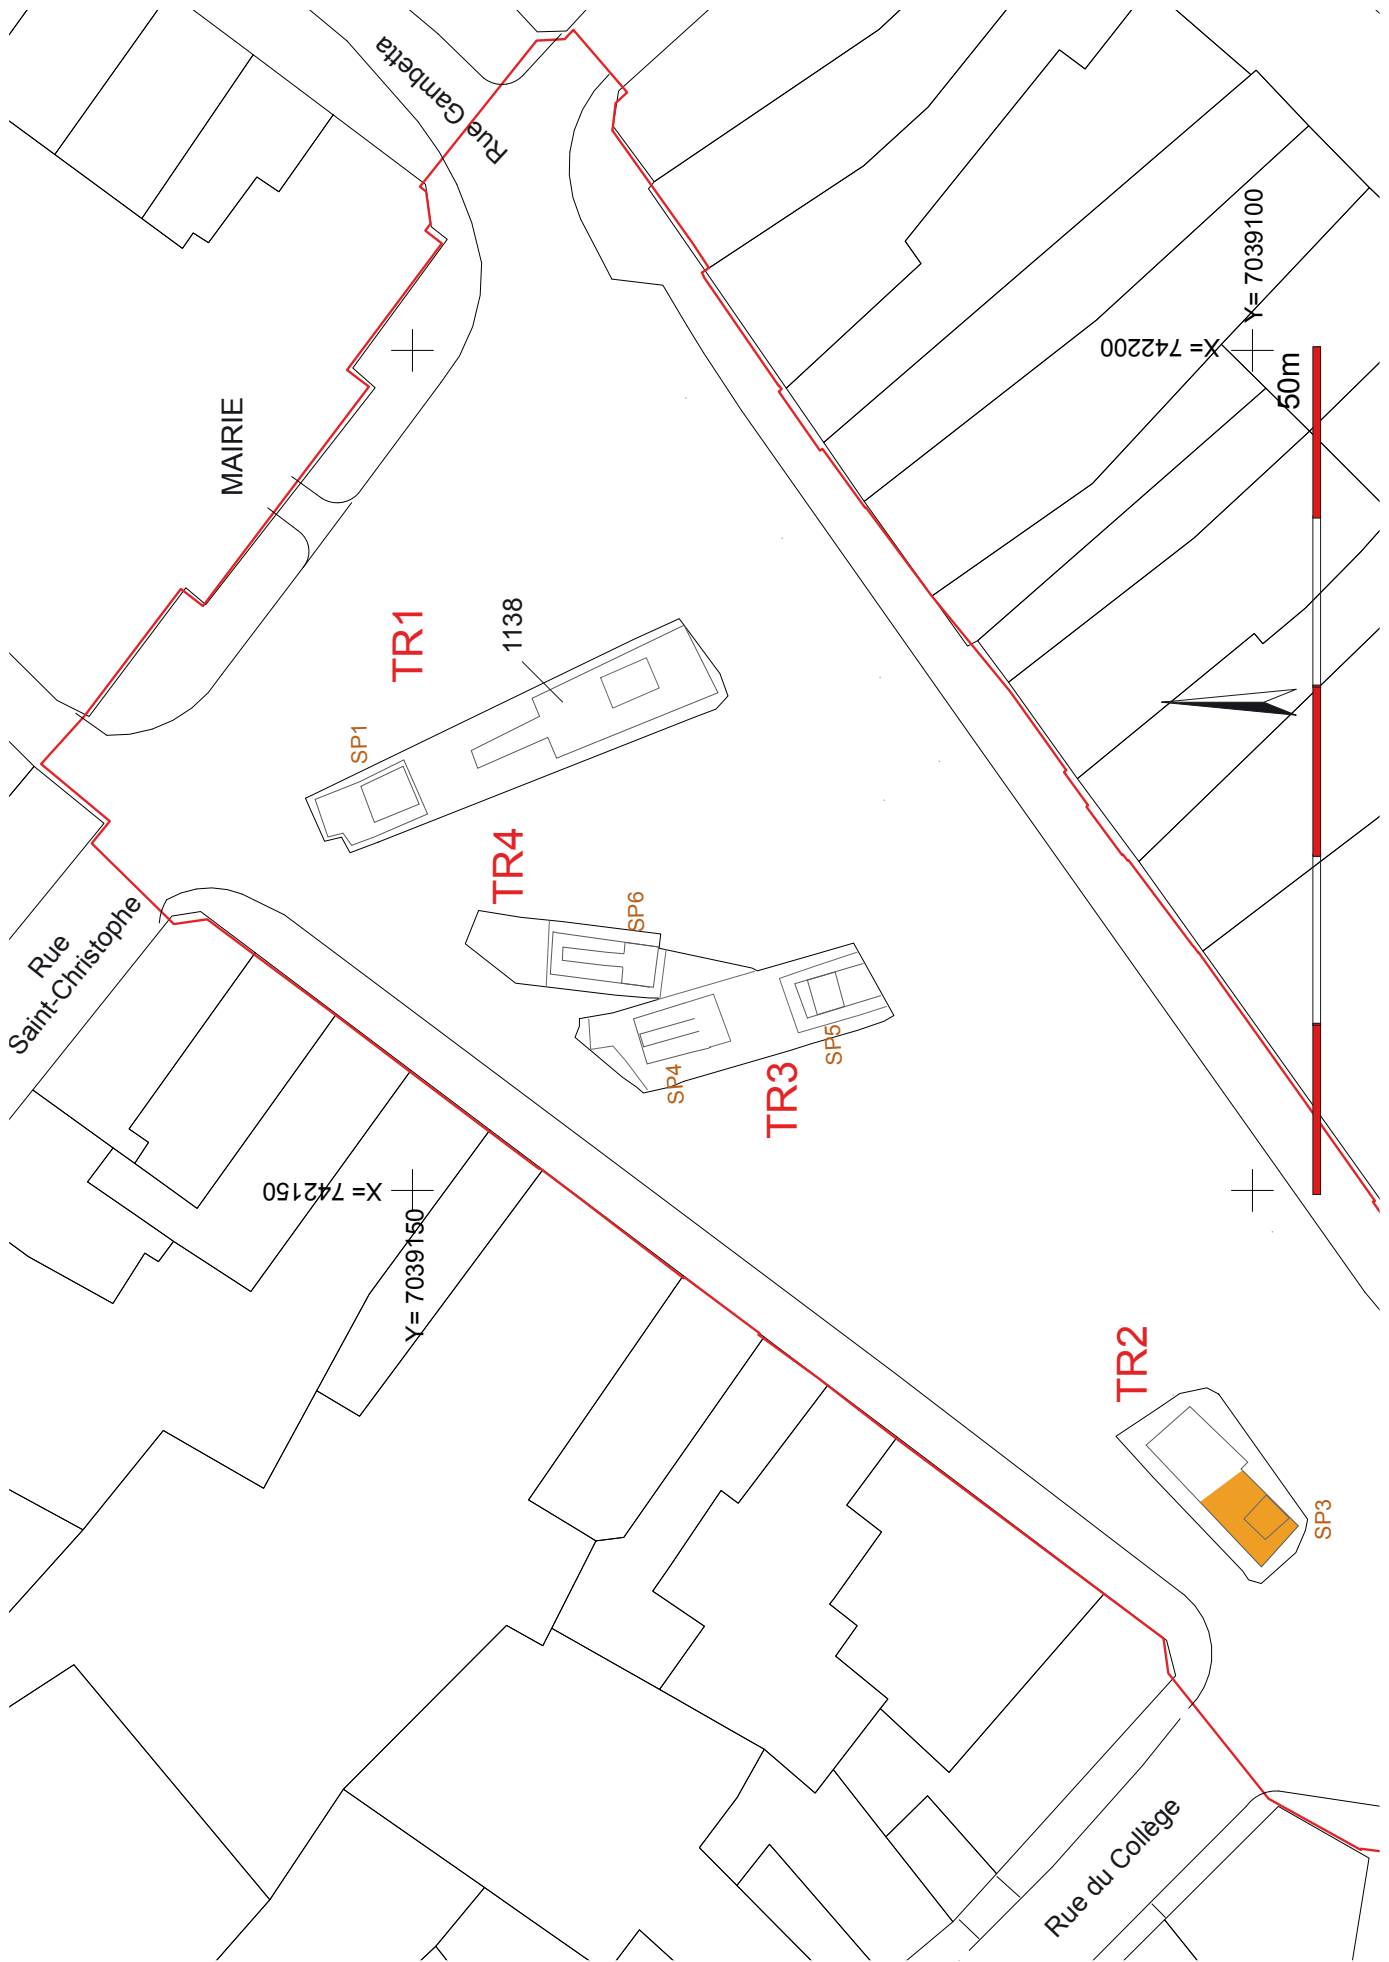 Rue Gambetta
MAIRIE
Y= 7039100
X= 742200
50m
TR1
1138
SP1
TR4
SP6
Rue
Saint-Christophe
SP5
SP4
TR3
X= 742150
Y= 7039150
TR2
SP3
Rue du Collège